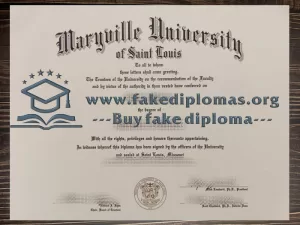 Maryville University
of Saint Louis
To all to whom
these letters shall come greeting.
The Trustees of the University on the recommendation of the Faculty
and by virtue of the authority in them vested have conferred on
www.fakediplomas.org
the degree of
---Buy fake diploma---
With all the rights, privileges and honors thereunto appertaining.
In witness whereof this diploma has been signed by the officers of the University
and sealed at Saint Louis, Missouri